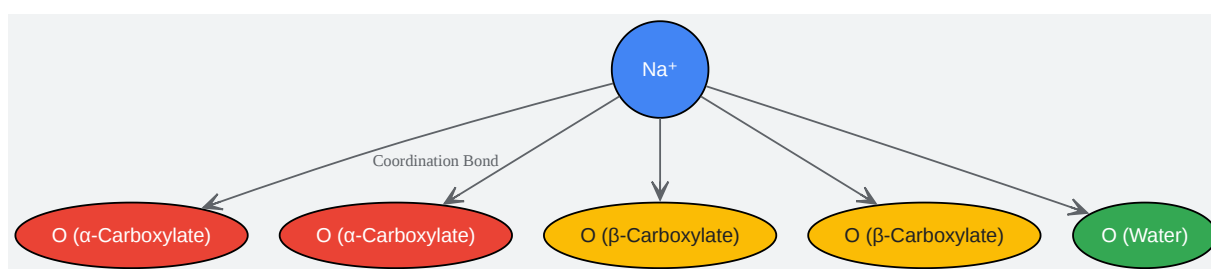 Na⁺
Coordination Bond
O (α-Carboxylate)
O (α-Carboxylate)
O (β-Carboxylate)
O (β-Carboxylate)
O (Water)